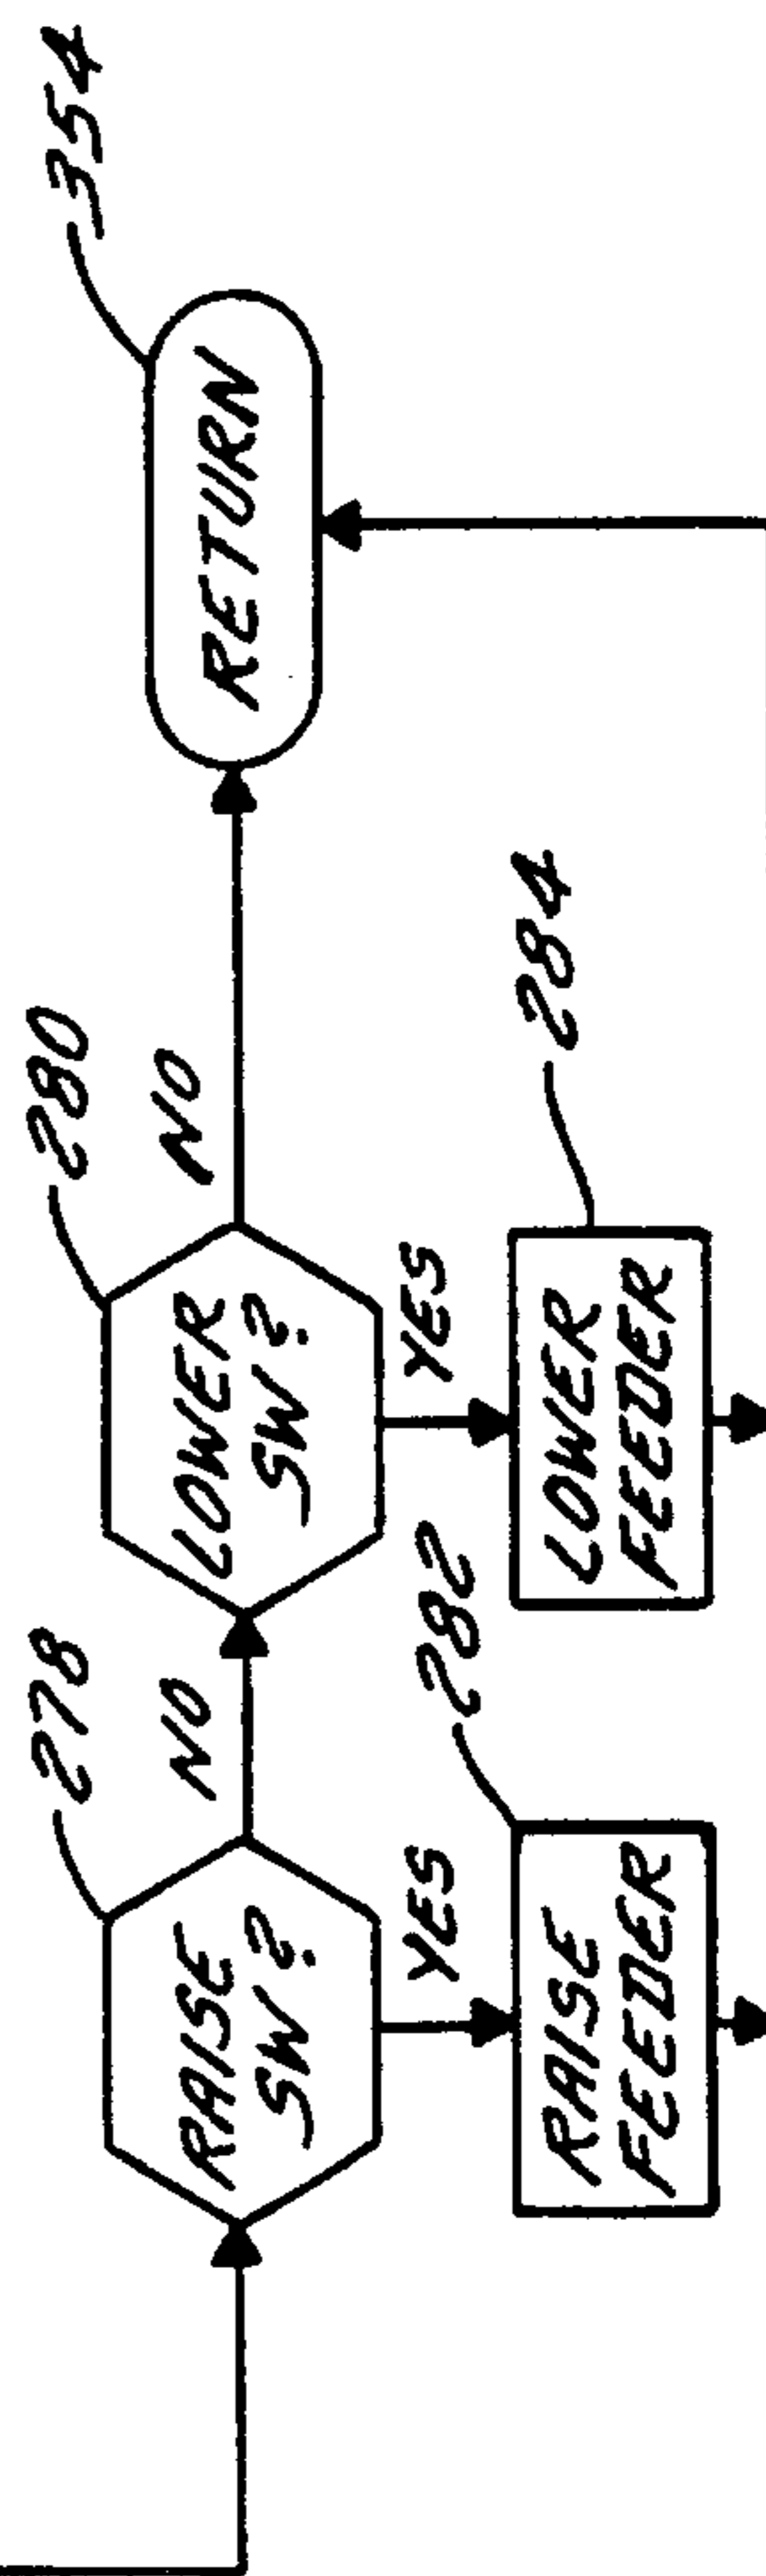 278
280
354
NO
NO
RAISE
SW?
LOWER
SW?
RETURN
YES
YES
282
284
RAISE
FEEDER
LOWER
FEEDER